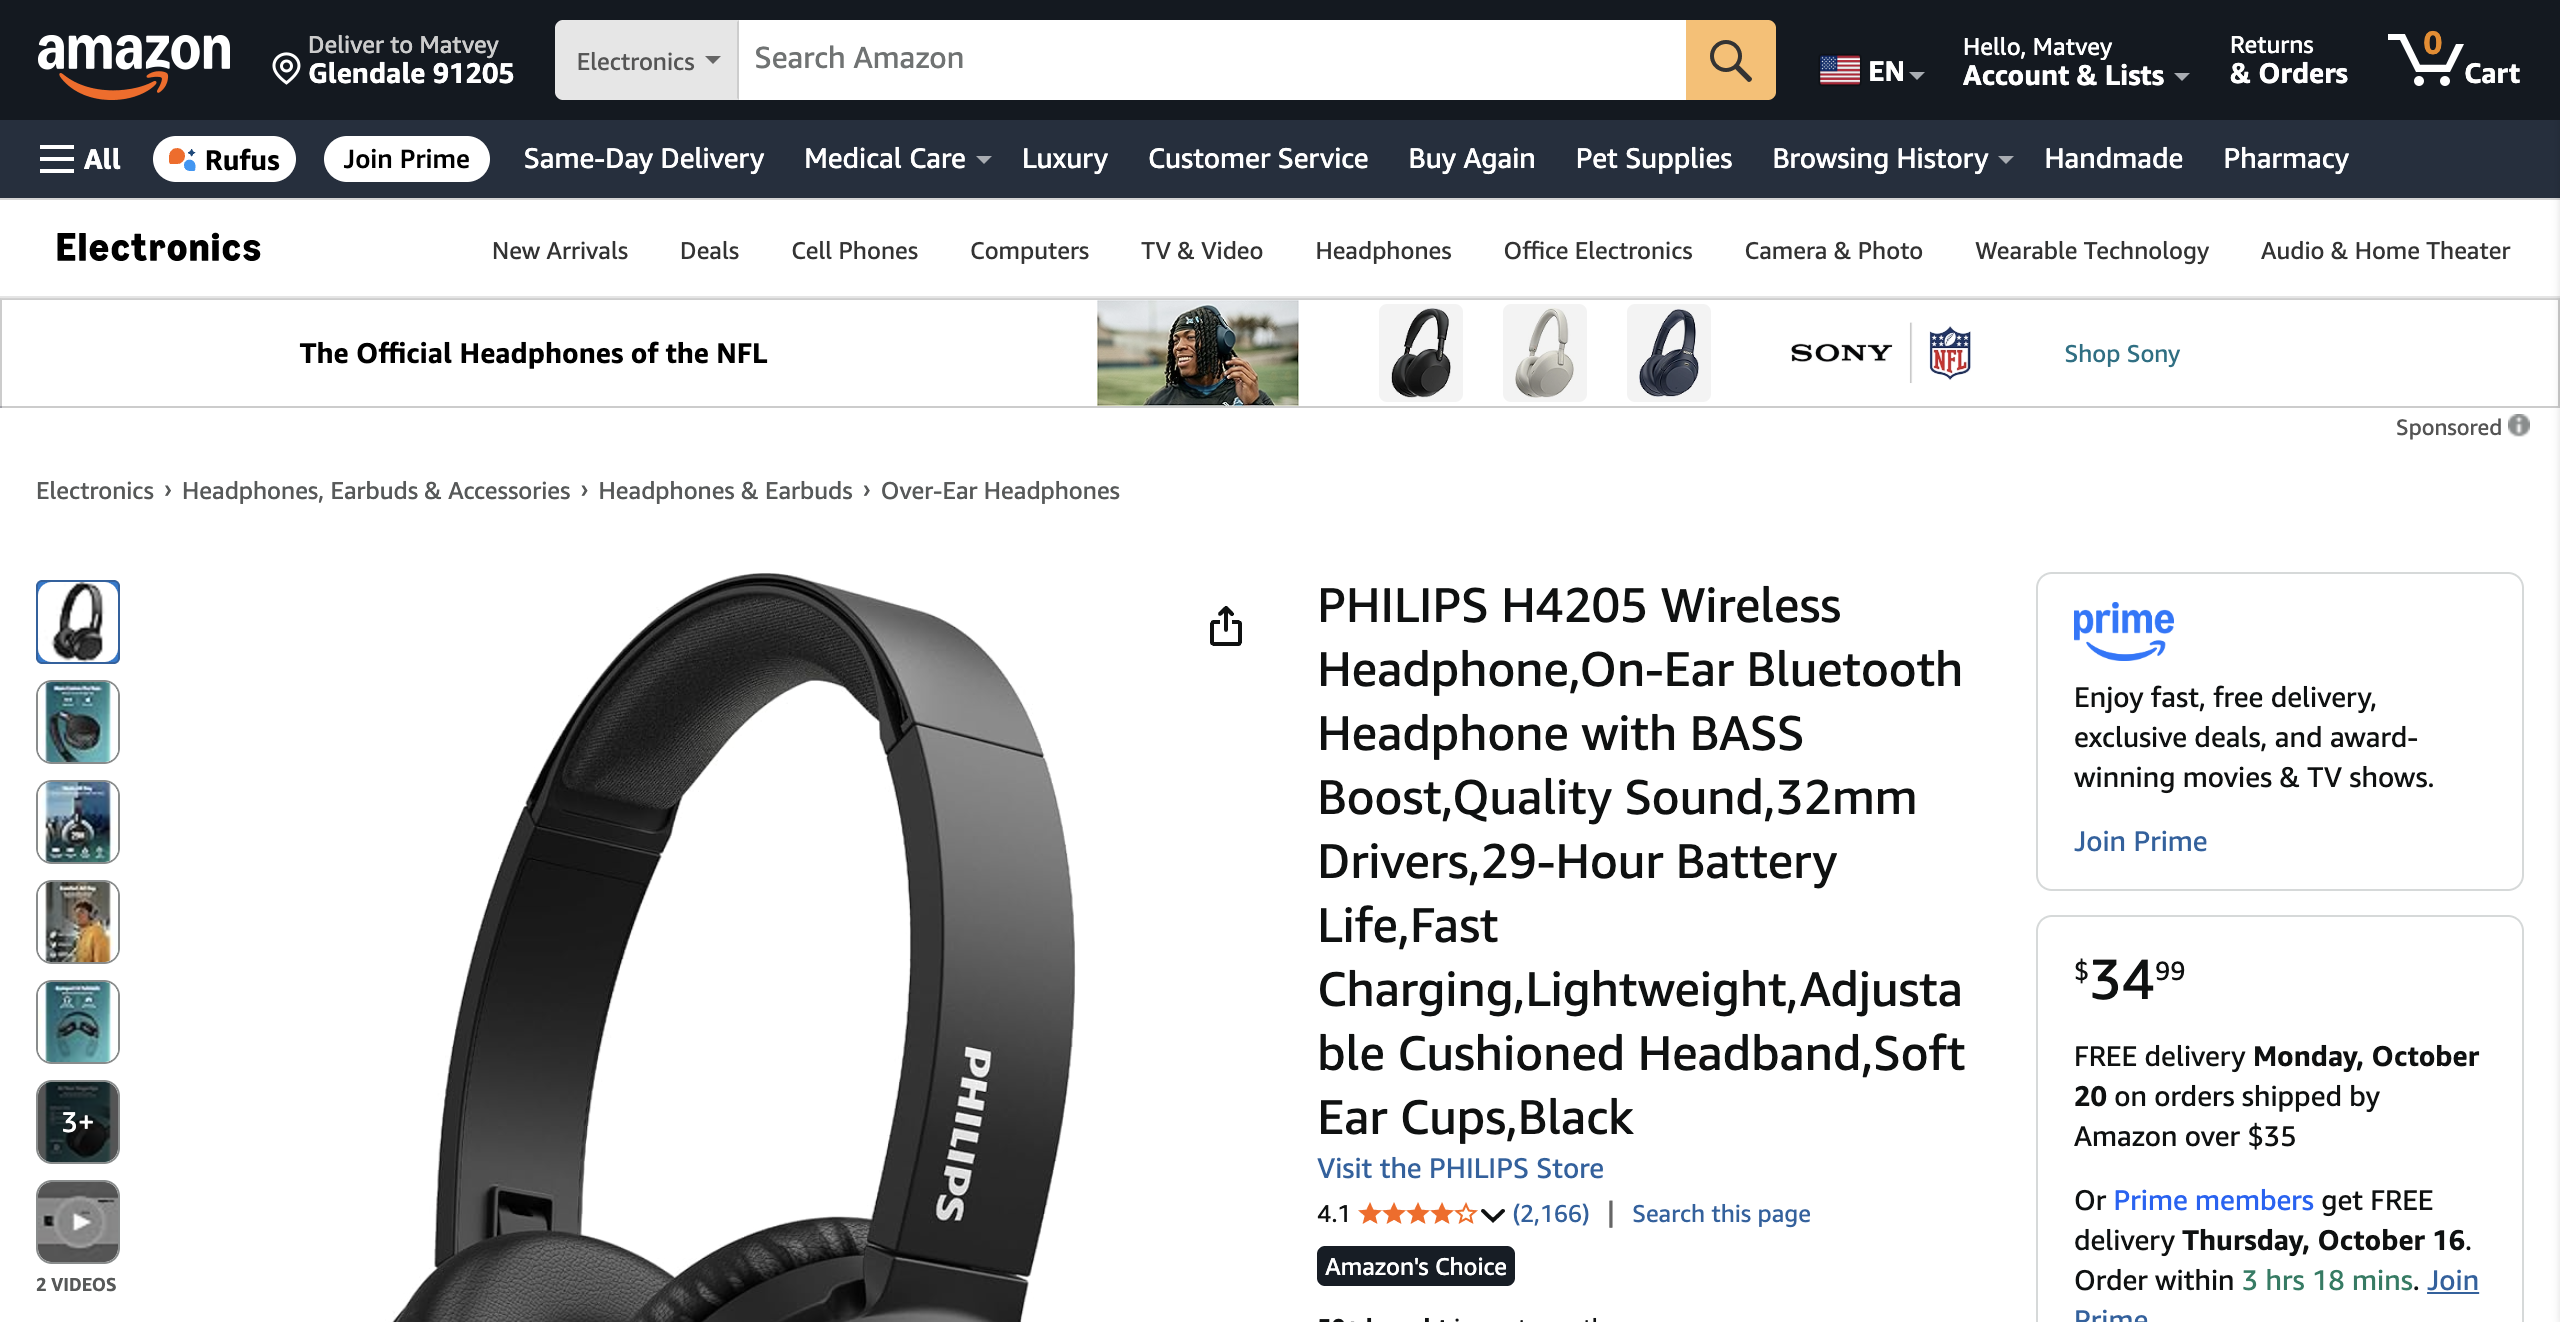 amazon
Deliver to Matvey
Glendale 91205
Electronics
Search Amazon
EN
Hello, Matvey
Account & Lists
Returns
& Orders
0
Cart
All
Rufus
Join Prime
Same-Day Delivery
Medical Care
Luxury
Customer Service
Buy Again
Pet Supplies
Browsing History
Handmade
Pharmacy
Electronics
New Arrivals
Deals
Cell Phones
Computers
TV & Video
Headphones
Office Electronics
Camera & Photo
Wearable Technology
Audio & Home Theater
The Official Headphones of the NFL
SONY
NFL
Shop Sony
Sponsored
Electronics › Headphones, Earbuds & Accessories › Headphones & Earbuds › Over-Ear Headphones
3+
2 VIDEOS
PHILIPS
PHILIPS H4205 Wireless
Headphone,On-Ear Bluetooth
Headphone with BASS
Boost,Quality Sound,32mm
Drivers,29-Hour Battery
Life,Fast
Charging,Lightweight,Adjusta
ble Cushioned Headband,Soft
Ear Cups,Black
Visit the PHILIPS Store
4.1 (2,166) | Search this page
Amazon's Choice
prime
Enjoy fast, free delivery,
exclusive deals, and award-
winning movies & TV shows.
Join Prime
$34.99
FREE delivery Monday, October
20 on orders shipped by
Amazon over $35
Or Prime members get FREE
delivery Thursday, October 16.
Order within 3 hrs 18 mins. Join
Prime